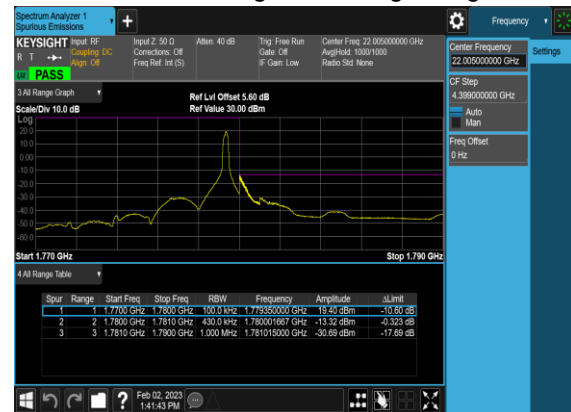 Spectrum Analyzer 1
Spurious Emissions
Frequency
KEYSIGHT Input: RF
R T
Coupling: DC
Align: Off
Input Z: 50 Ω
Corrections: Off
Freq Ref: Int (S)
Atten: 40 dB
Trig: Free Run
Gate: Off
IF Gain: Low
Center Freq: 22.005000000 GHz
Avg|Hold: 1000/1000
Radio Std: None
PASS
Center Frequency
22.005000000 GHz
Settings
CF Step
4.399000000 GHz
Auto
Man
Freq Offset
0 Hz
3 All Range Graph
Scale/Div 10.0 dB
Ref Lvl Offset 5.60 dB
Ref Value 30.00 dBm
Log
20.0
10.0
0.00
-10.0
-20.0
-30.0
-40.0
-50.0
-60.0
Start 1.770 GHz
Stop 1.790 GHz
4 All Range Table
Spur Range Start Freq Stop Freq RBW Frequency Amplitude ΔLimit
1 1 1.7700 GHz 1.7800 GHz 100.0 kHz 1.779350000 GHz 19.40 dBm -10.60 dB
2 2 1.7800 GHz 1.7810 GHz 430.0 kHz 1.780001667 GHz -13.32 dBm -0.323 dB
3 3 1.7810 GHz 1.7900 GHz 1.000 MHz 1.781015000 GHz -30.69 dBm -17.69 dB
Feb 02, 2023
1:41:43 PM